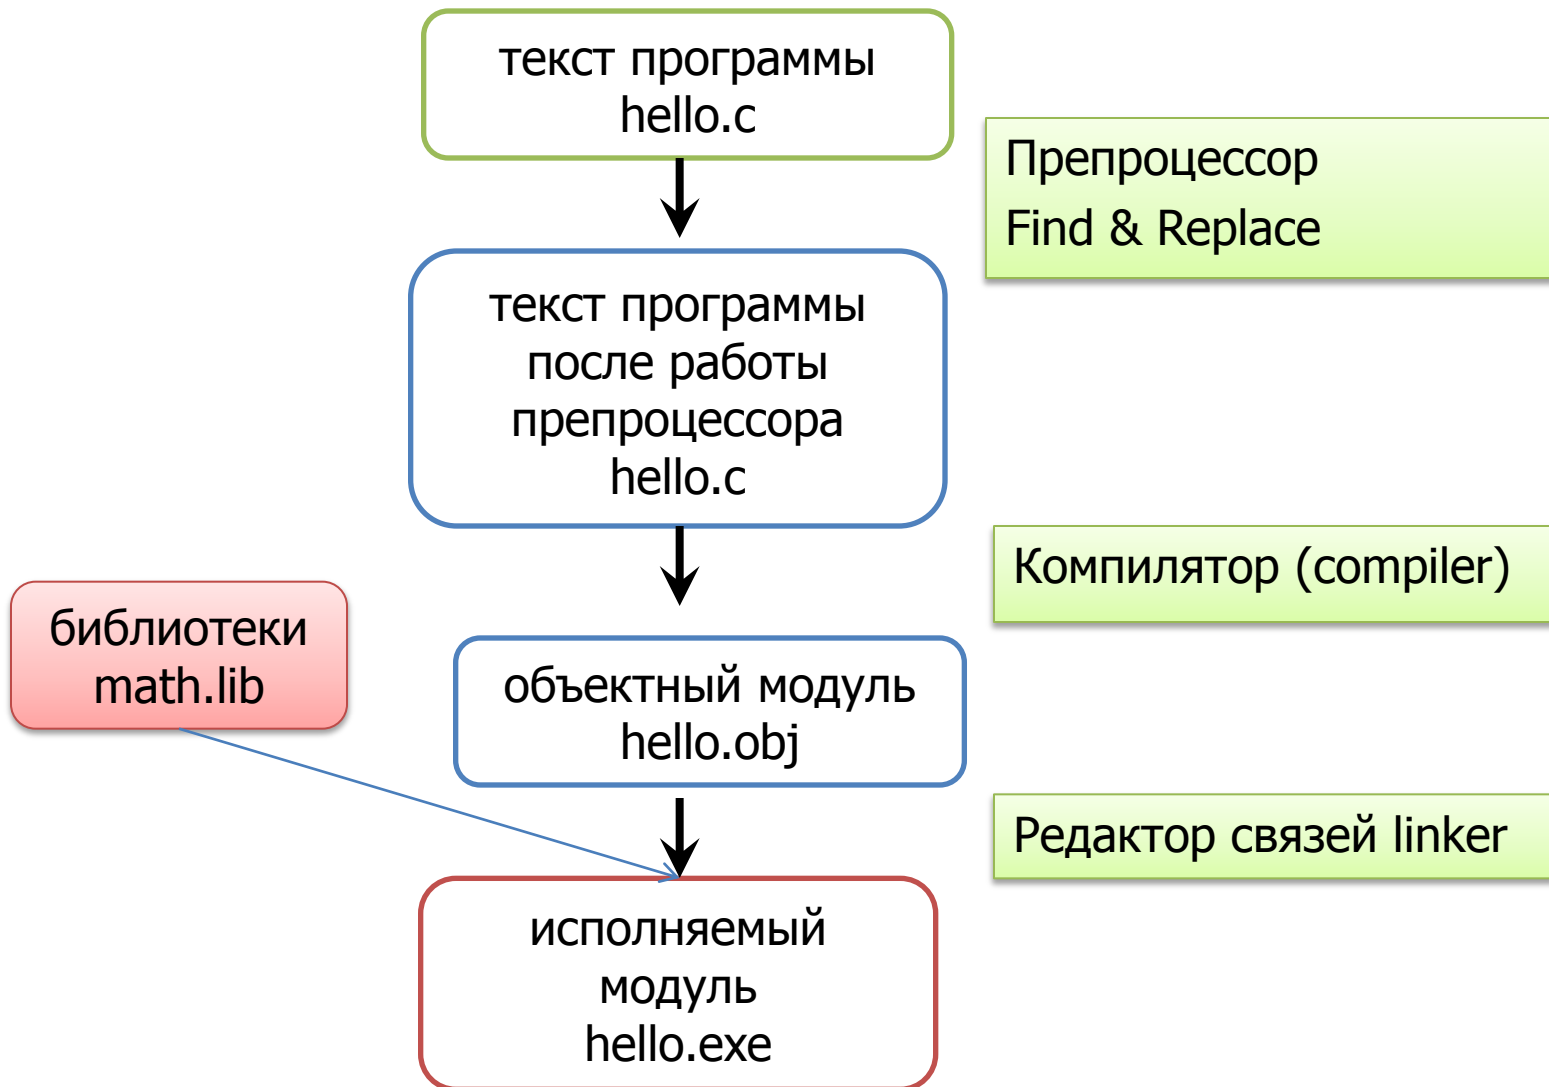 текст программы
hello.c
Препроцессор
Find & Replace
текст программы
после работы
препроцессора
hello.c
Компилятор (compiler)
библиотеки
math.lib
объектный модуль
hello.obj
Редактор связей linker
исполняемый
модуль
hello.exe